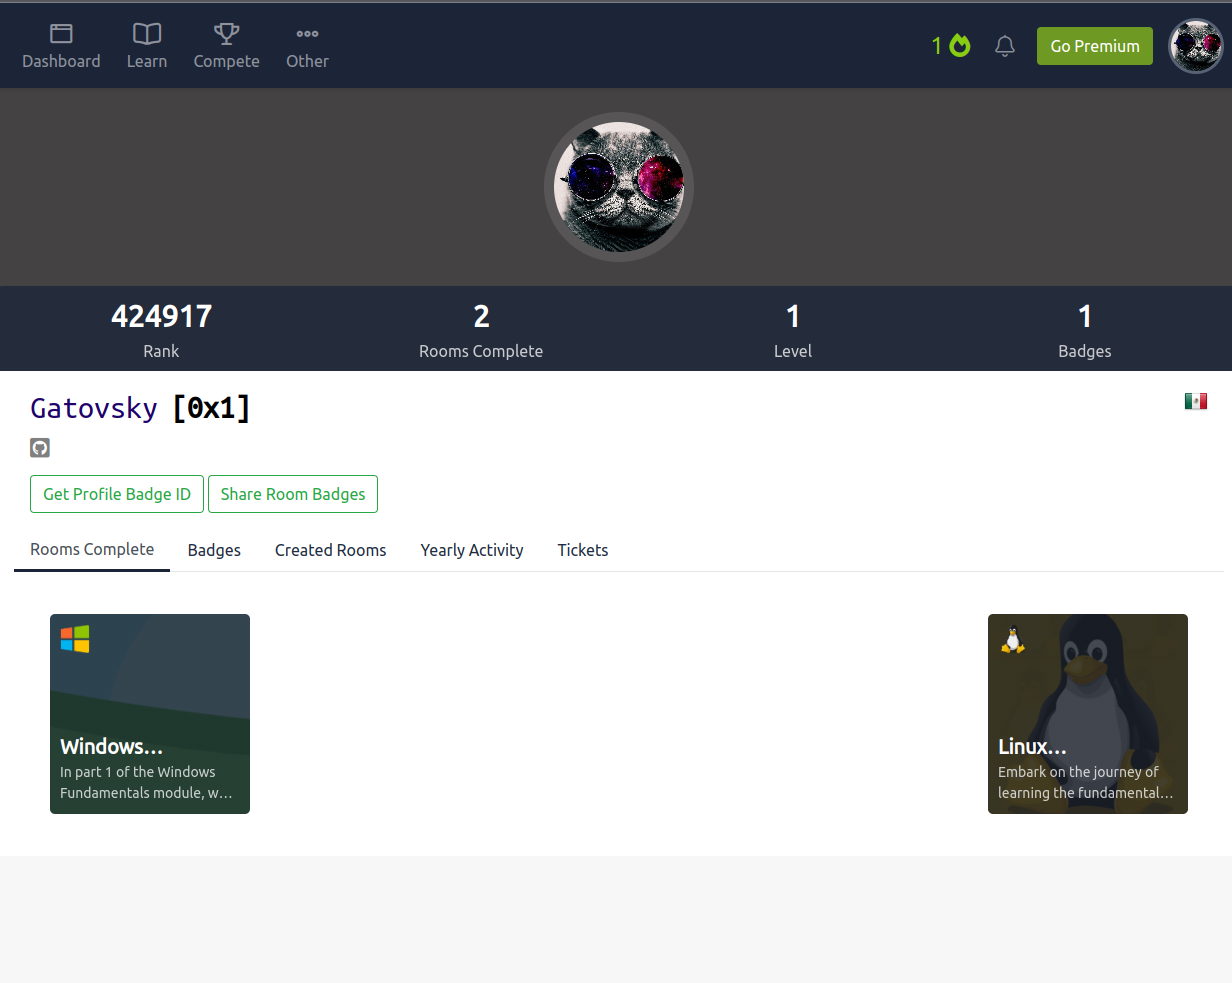 Dashboard
Learn
Compete
Other
1
Go Premium
424917
Rank
2
Rooms Complete
1
Level
1
Badges
Gatovsky [0x1]
Get Profile Badge ID
Share Room Badges
Rooms Complete
Badges
Created Rooms
Yearly Activity
Tickets
Windows...
In part 1 of the Windows
Fundamentals module, w...
Linux...
Embark on the journey of
learning the fundamental...